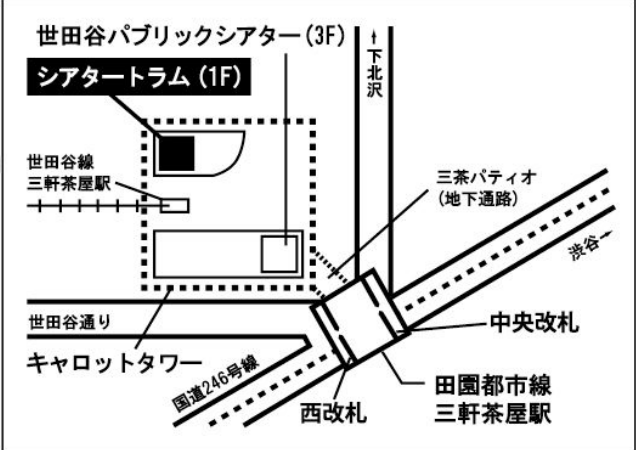 世田谷パブリックシアター(3F)
シアタートラム(1F)
↑下北沢
世田谷線
三軒茶屋駅
三茶パティオ
(地下通路)
渋谷→
世田谷通り
中央改札
キャロットタワー
国道246号線
西改札
田園都市線
三軒茶屋駅